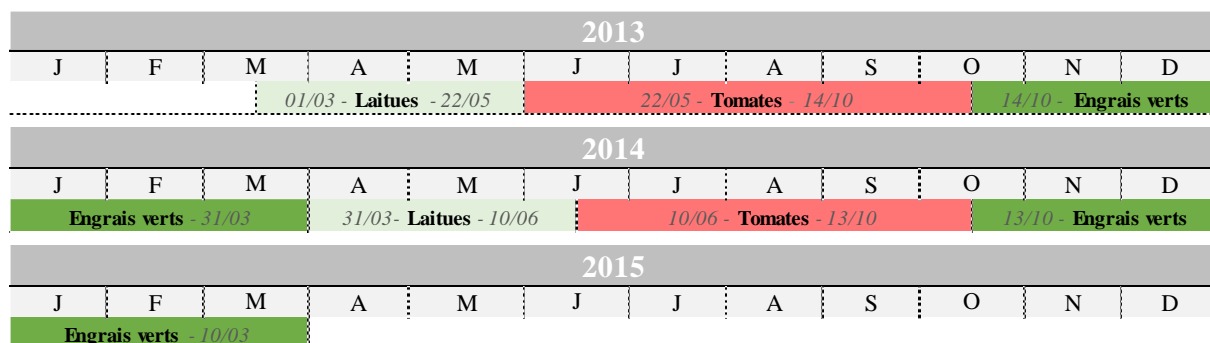 2013
J F M A M J J A S O N D
01/03 - Laitues - 22/05 22/05 - Tomates - 14/10 14/10 - Engrais verts
2014
J F M A M J J A S O N D
Engrais verts - 31/03 31/03- Laitues - 10/06 10/06 - Tomates - 13/10 13/10 - Engrais verts
2015
J F M A M J J A S O N D
Engrais verts - 10/03